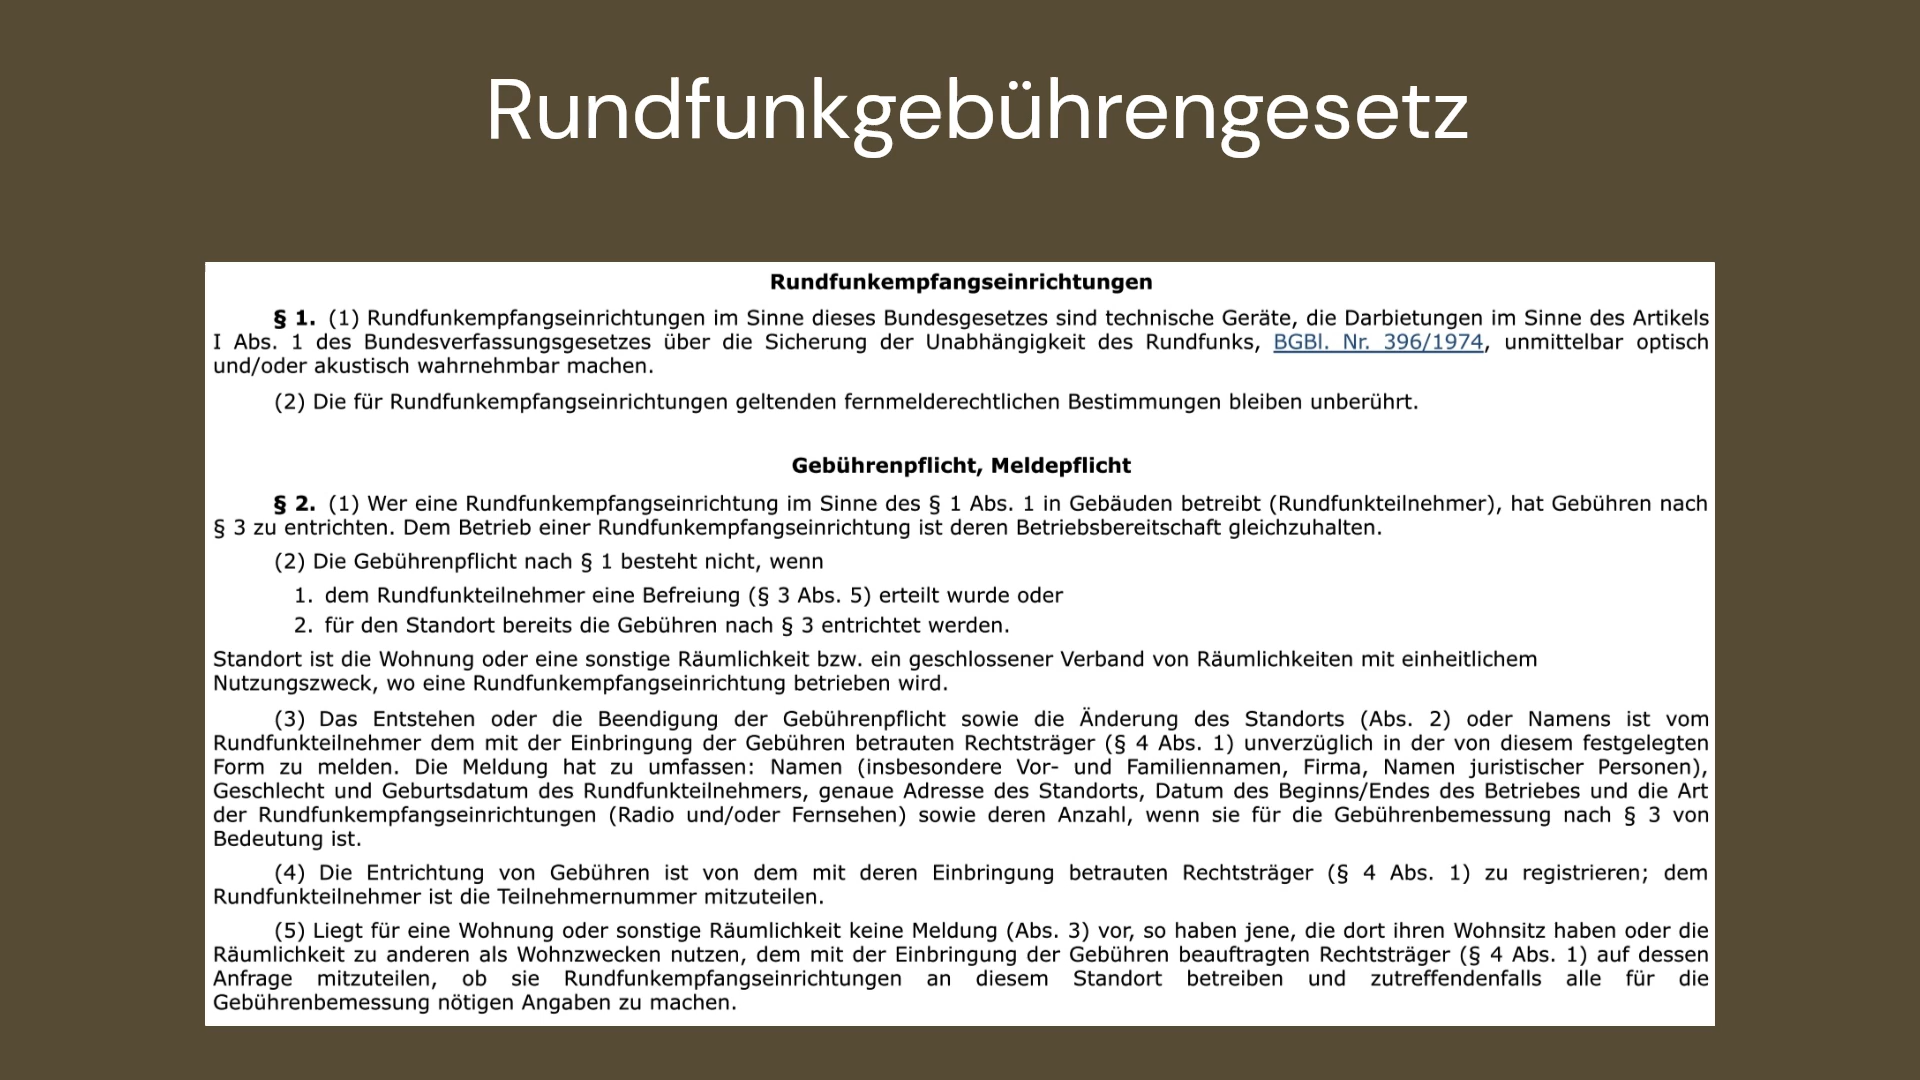 Rundfunkgebührengesetz
Rundfunkempfangseinrichtungen
§ 1. (1) Rundfunkempfangseinrichtungen im Sinne dieses Bundesgesetzes sind technische Geräte, die Darbietungen im Sinne des Artikels
I Abs. 1 des Bundesverfassungsgesetzes über die Sicherung der Unabhängigkeit des Rundfunks, BGBl. Nr. 396/1974, unmittelbar optisch
und/oder akustisch wahrnehmbar machen.
(2) Die für Rundfunkempfangseinrichtungen geltenden fernmelderechtlichen Bestimmungen bleiben unberührt.
Gebührenpflicht, Meldepflicht
§ 2. (1) Wer eine Rundfunkempfangseinrichtung im Sinne des § 1 Abs. 1 in Gebäuden betreibt (Rundfunkteilnehmer), hat Gebühren nach
§ 3 zu entrichten. Dem Betrieb einer Rundfunkempfangseinrichtung ist deren Betriebsbereitschaft gleichzuhalten.
(2) Die Gebührenpflicht nach § 1 besteht nicht, wenn
1. dem Rundfunkteilnehmer eine Befreiung (§ 3 Abs. 5) erteilt wurde oder
2. für den Standort bereits die Gebühren nach § 3 entrichtet werden.
Standort ist die Wohnung oder eine sonstige Räumlichkeit bzw. ein geschlossener Verband von Räumlichkeiten mit einheitlichem
Nutzungszweck, wo eine Rundfunkempfangseinrichtung betrieben wird.
(3) Das Entstehen oder die Beendigung der Gebührenpflicht sowie die Änderung des Standorts (Abs. 2) oder Namens ist vom
Rundfunkteilnehmer dem mit der Einbringung der Gebühren betrauten Rechtsträger (§ 4 Abs. 1) unverzüglich in der von diesem festgelegten
Form zu melden. Die Meldung hat zu umfassen: Namen (insbesondere Vor- und Familiennamen, Firma, Namen juristischer Personen),
Geschlecht und Geburtsdatum des Rundfunkteilnehmers, genaue Adresse des Standorts, Datum des Beginns/Endes des Betriebes und die Art
der Rundfunkempfangseinrichtungen (Radio und/oder Fernsehen) sowie deren Anzahl, wenn sie für die Gebührenbemessung nach § 3 von
Bedeutung ist.
(4) Die Entrichtung von Gebühren ist von dem mit deren Einbringung betrauten Rechtsträger (§ 4 Abs. 1) zu registrieren; dem
Rundfunkteilnehmer ist die Teilnehmernummer mitzuteilen.
(5) Liegt für eine Wohnung oder sonstige Räumlichkeit keine Meldung (Abs. 3) vor, so haben jene, die dort ihren Wohnsitz haben oder die
Räumlichkeit zu anderen als Wohnzwecken nutzen, dem mit der Einbringung der Gebühren beauftragten Rechtsträger (§ 4 Abs. 1) auf dessen
Anfrage mitzuteilen, ob sie Rundfunkempfangseinrichtungen an diesem Standort betreiben und zutreffendenfalls alle für die
Gebührenbemessung nötigen Angaben zu machen.